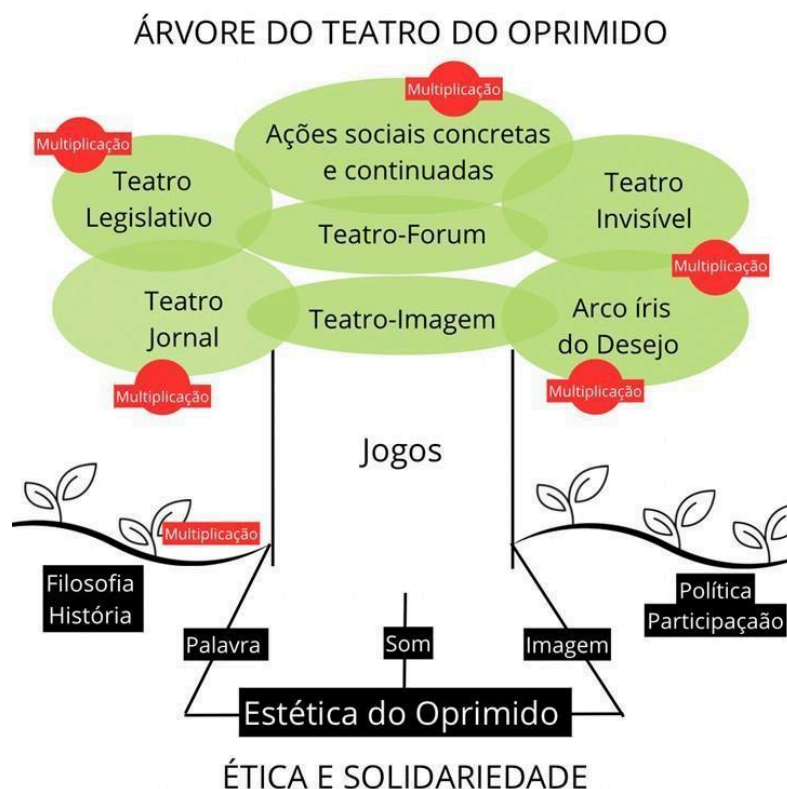 ÁRVORE DO TEATRO DO OPRIMIDO
Multiplicação
Ações sociais concretas
e continuadas
Multiplicação
Teatro
Legislativo
Teatro
Invisível
Teatro-Forum
Multiplicação
Teatro
Jornal
Teatro-Imagem
Arco íris
do Desejo
Multiplicação
Multiplicação
Jogos
Multiplicação
Filosofia
História
Política
Participaçaão
Palavra
Som
Imagem
Estética do Oprimido
ÉTICA E SOLIDARIEDADE